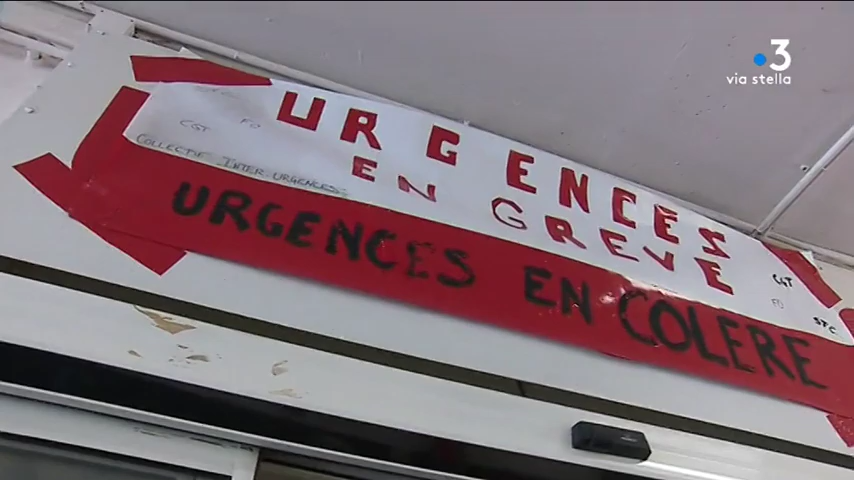 3
via stella
URGENCES
CGT FO
EN GREVE
COLLECTIF INTER URGENCES
CGT
FO
STC
URGENCES EN COLERE